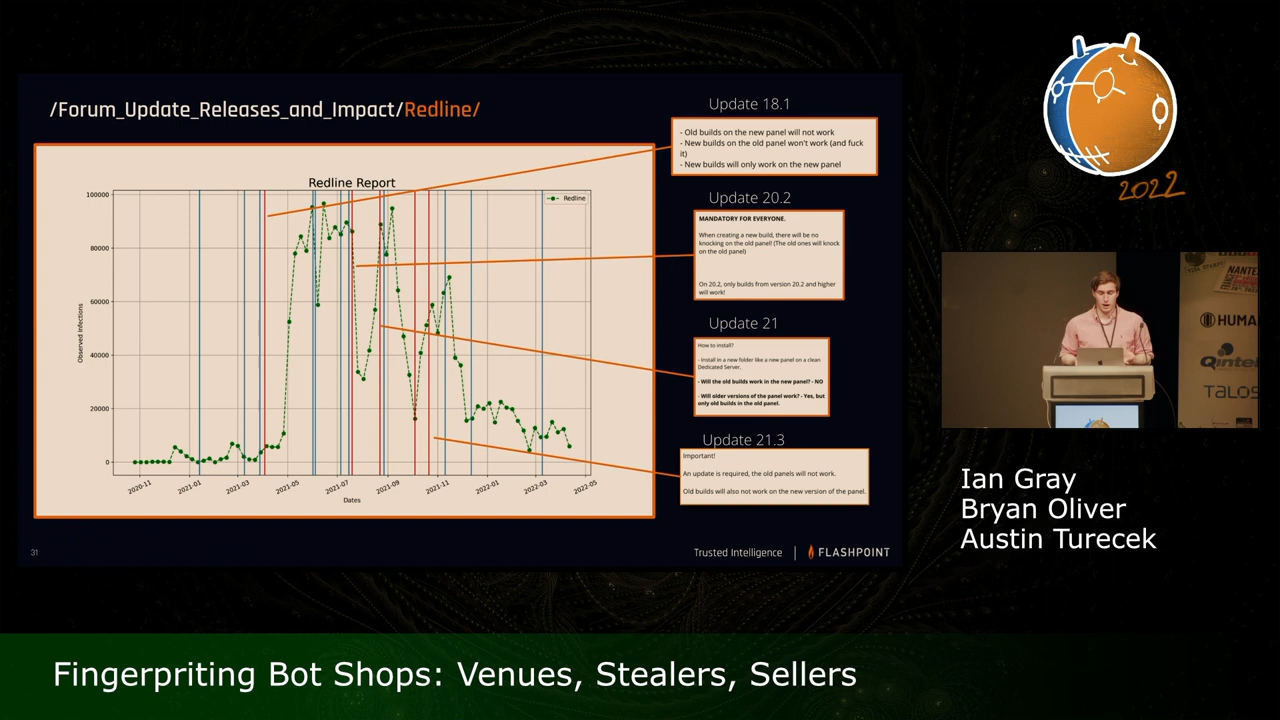 /Forum_Update_Releases_and_Impact/Redline/
Redline Report
Redline
100000
80000
60000
40000
20000
0
Observed Infections
2020-11
2021-01
2021-03
2021-05
2021-07
2021-09
2021-11
2022-01
2022-03
2022-05
Dates
Update 18.1
- Old builds on the new panel will not work
- New builds on the old panel won't work (and fuck
it)
- New builds will only work on the new panel
Update 20.2
MANDATORY FOR EVERYONE.
When creating a new build, there will be no
knocking on the old panel! (The old ones will knock
on the old panel)
On 20.2, only builds from version 20.2 and higher
will work!
Update 21
How to install?
- Install in a new folder like a new panel on a clean
Dedicated Server.
- Will the old builds work in the new panel? - NO
- Will older versions of the panel work? - Yes, but
only old builds in the old panel.
Update 21.3
Important!
An update is required, the old panels will not work.
Old builds will also not work on the new version of the panel.
31
Trusted Intelligence | FLASHPOINT
2022
HUMA
Qintel
TALOS
Ian Gray
Bryan Oliver
Austin Turecek
Fingerpriting Bot Shops: Venues, Stealers, Sellers